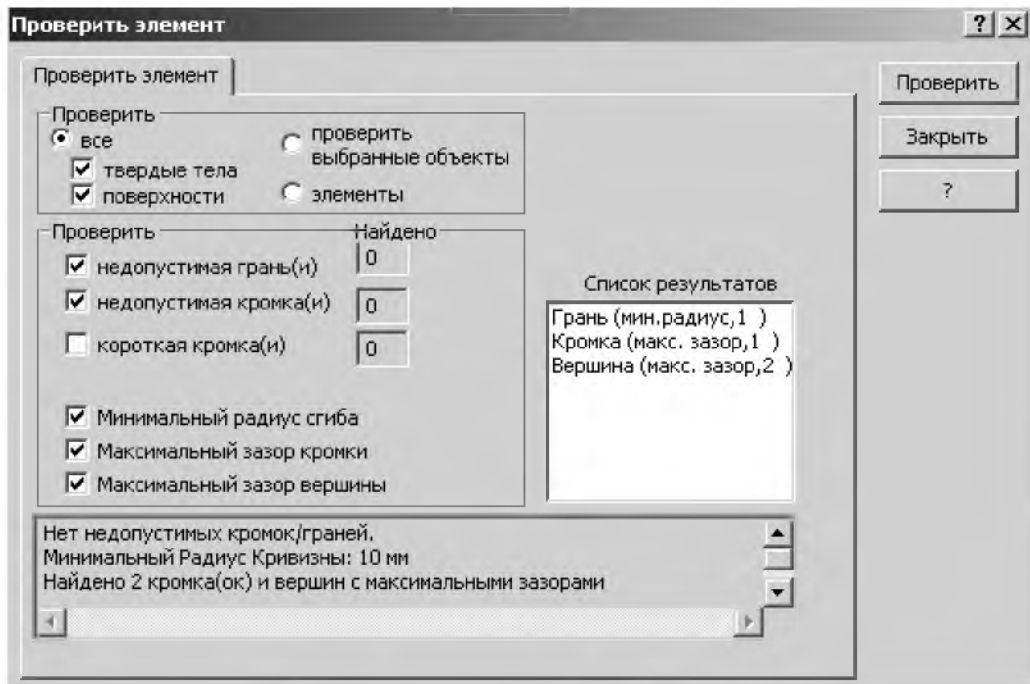 Проверить элемент
Проверить элемент
Проверить
Закрыть
?
Проверить
все
твердые тела
поверхности
проверить
выбранные объекты
элементы
Проверить Найдено
недопустимая грань(и) 0
недопустимая кромка(и) 0
короткая кромка(и) 0
Минимальный радиус сгиба
Максимальный зазор кромки
Максимальный зазор вершины
Список результатов
Грань (мин.радиус,1 )
Кромка (макс. зазор,1 )
Вершина (макс. зазор,2 )
Нет недопустимых кромок/граней.
Минимальный Радиус Кривизны: 10 мм
Найдено 2 кромка(ок) и вершин с максимальными зазорами